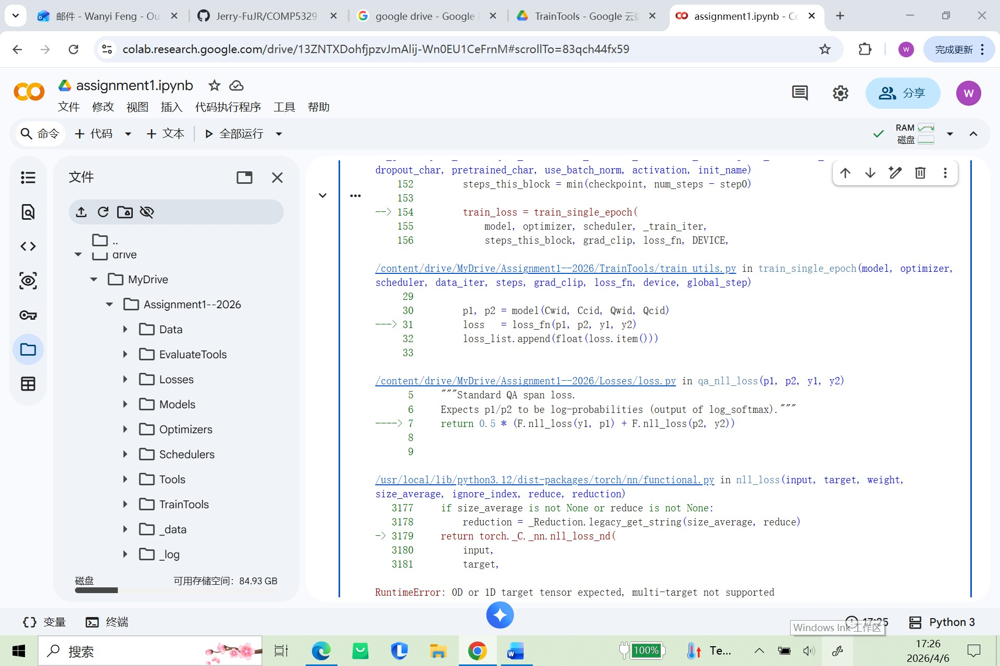 邮件 - Wanyi Feng - Ou
Jerry-FuJR/COMP5329
google drive - Google
TrainTools - Google 云端
assignment1.ipynb - Co
colab.research.google.com/drive/13ZNTXDohfjpzvJmAlij-Wn0EU1CeFrnM#scrollTo=83qch44fx59
W
完成更新
assignment1.ipynb
文件 修改 视图 插入 代码执行程序 工具 帮助
分享
W
命令 + 代码 + 文本 全部运行
RAM
磁盘
文件
..
drive
MyDrive
Assignment1--2026
Data
EvaluateTools
Losses
Models
Optimizers
Schedulers
Tools
TrainTools
_data
_log
磁盘 可用存储空间: 84.93 GB
dropout_char, pretrained_char, use_batch_norm, activation, init_name)
152 steps_this_block = min(checkpoint, num_steps - step0)
153
--> 154 train_loss = train_single_epoch(
155 model, optimizer, scheduler, _train_iter,
156 steps_this_block, grad_clip, loss_fn, DEVICE,
/content/drive/MyDrive/Assignment1--2026/TrainTools/train_utils.py in train_single_epoch(model, optimizer,
scheduler, data_iter, steps, grad_clip, loss_fn, device, global_step)
29
30 p1, p2 = model(Cwid, Ccid, Qwid, Qcid)
---> 31 loss = loss_fn(p1, p2, y1, y2)
32 loss_list.append(float(loss.item()))
33
/content/drive/MyDrive/Assignment1--2026/Losses/loss.py in qa_nll_loss(p1, p2, y1, y2)
5 """Standard QA span loss.
6 Expects p1/p2 to be log-probabilities (output of log_softmax)."""
----> 7 return 0.5 * (F.nll_loss(y1, p1) + F.nll_loss(p2, y2))
8
9
/usr/local/lib/python3.12/dist-packages/torch/nn/functional.py in nll_loss(input, target, weight,
size_average, ignore_index, reduce, reduction)
3177 if size_average is not None or reduce is not None:
3178 reduction = _Reduction.legacy_get_string(size_average, reduce)
-> 3179 return torch._C._nn.nll_loss_nd(
3180 input,
3181 target,
RuntimeError: 0D or 1D target tensor expected, multi-target not supported
变量 终端
17:25 Python 3
Windows Ink 工作区
搜索
100%
Te...
17:26
2026/4/6